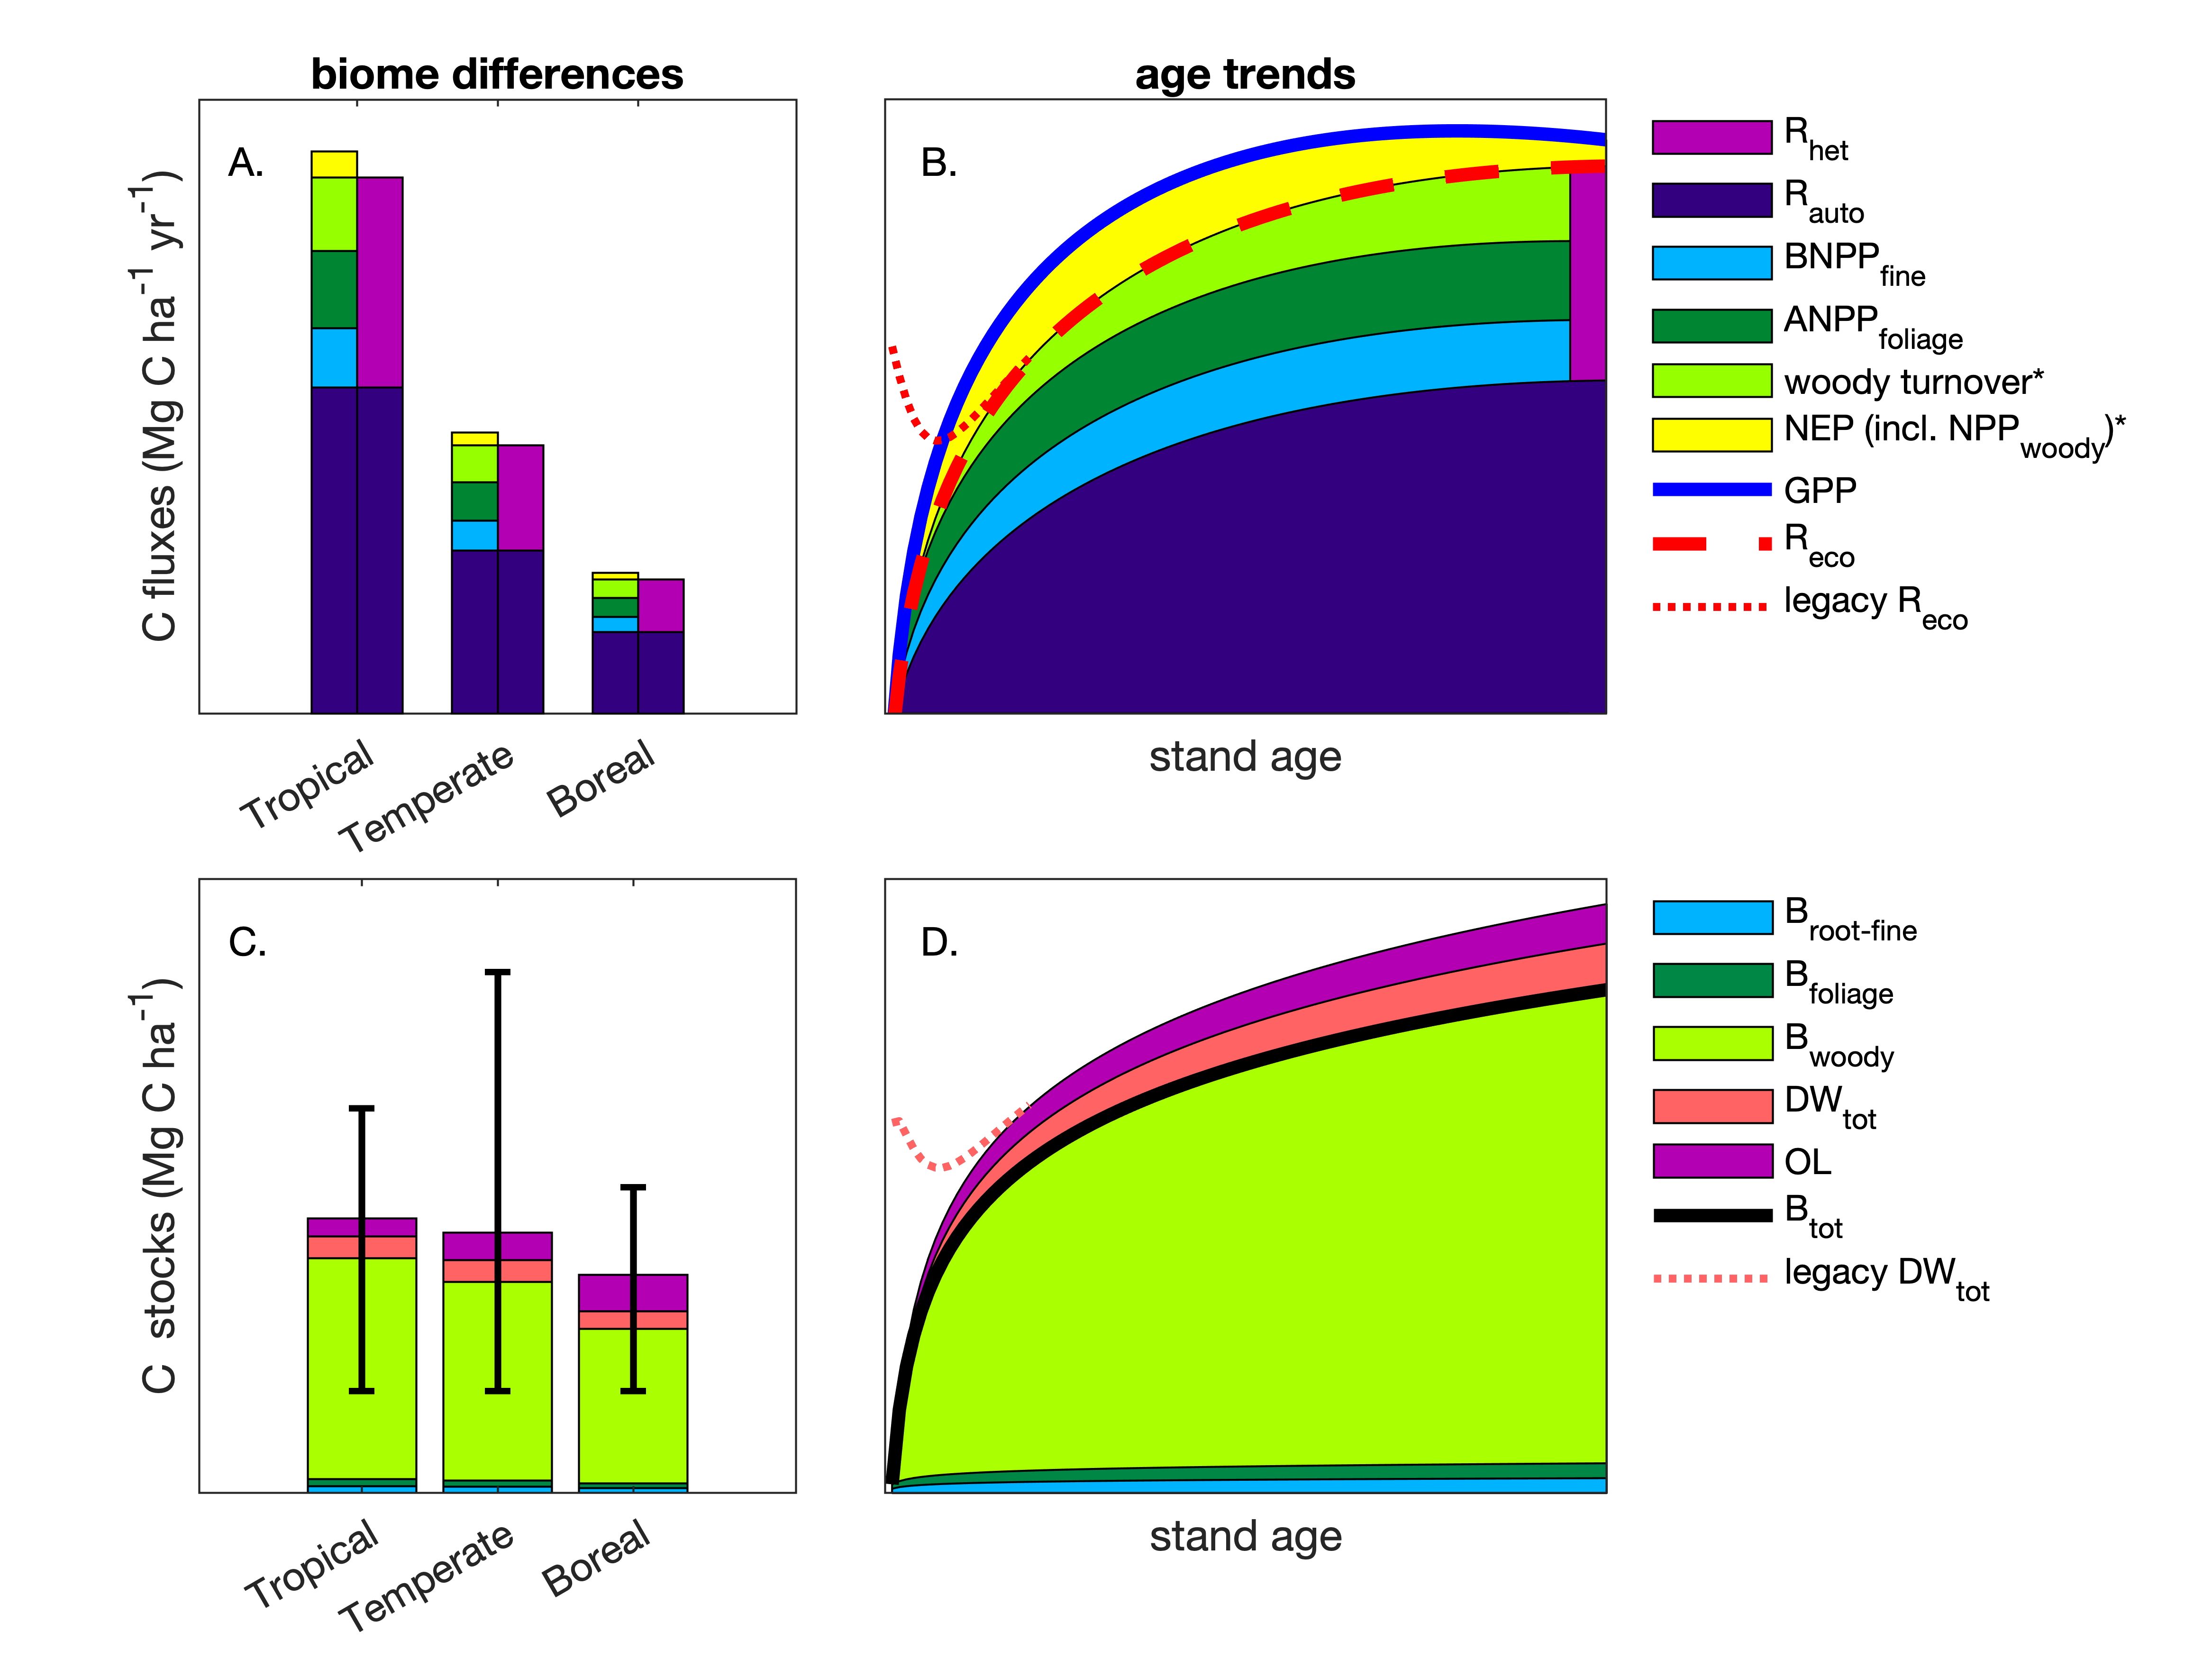 biome differences
age trends
A.
B.
C fluxes (Mg C ha-1 yr-1)
Tropical
Temperate
Boreal
stand age
Rhet
Rauto
BNPPfine
ANPPfoliage
woody turnover*
NEP (incl. NPPwoody)*
GPP
Reco
legacy Reco
C.
D.
C stocks (Mg C ha-1)
Tropical
Temperate
Boreal
stand age
Broot-fine
Bfoliage
Bwoody
DWtot
OL
Btot
legacy DWtot